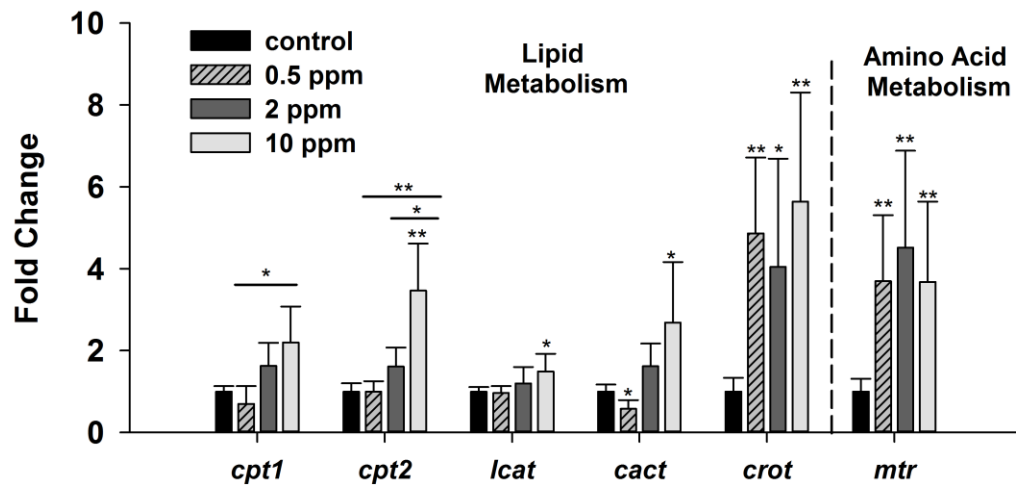 10
8
6
4
2
0
Fold Change
control
0.5 ppm
2 ppm
10 ppm
Lipid
Metabolism
Amino Acid
Metabolism
*
**
*
**
*
*
*
**
*
**
**
**
**
cpt1
cpt2
lcat
cact
crot
mtr